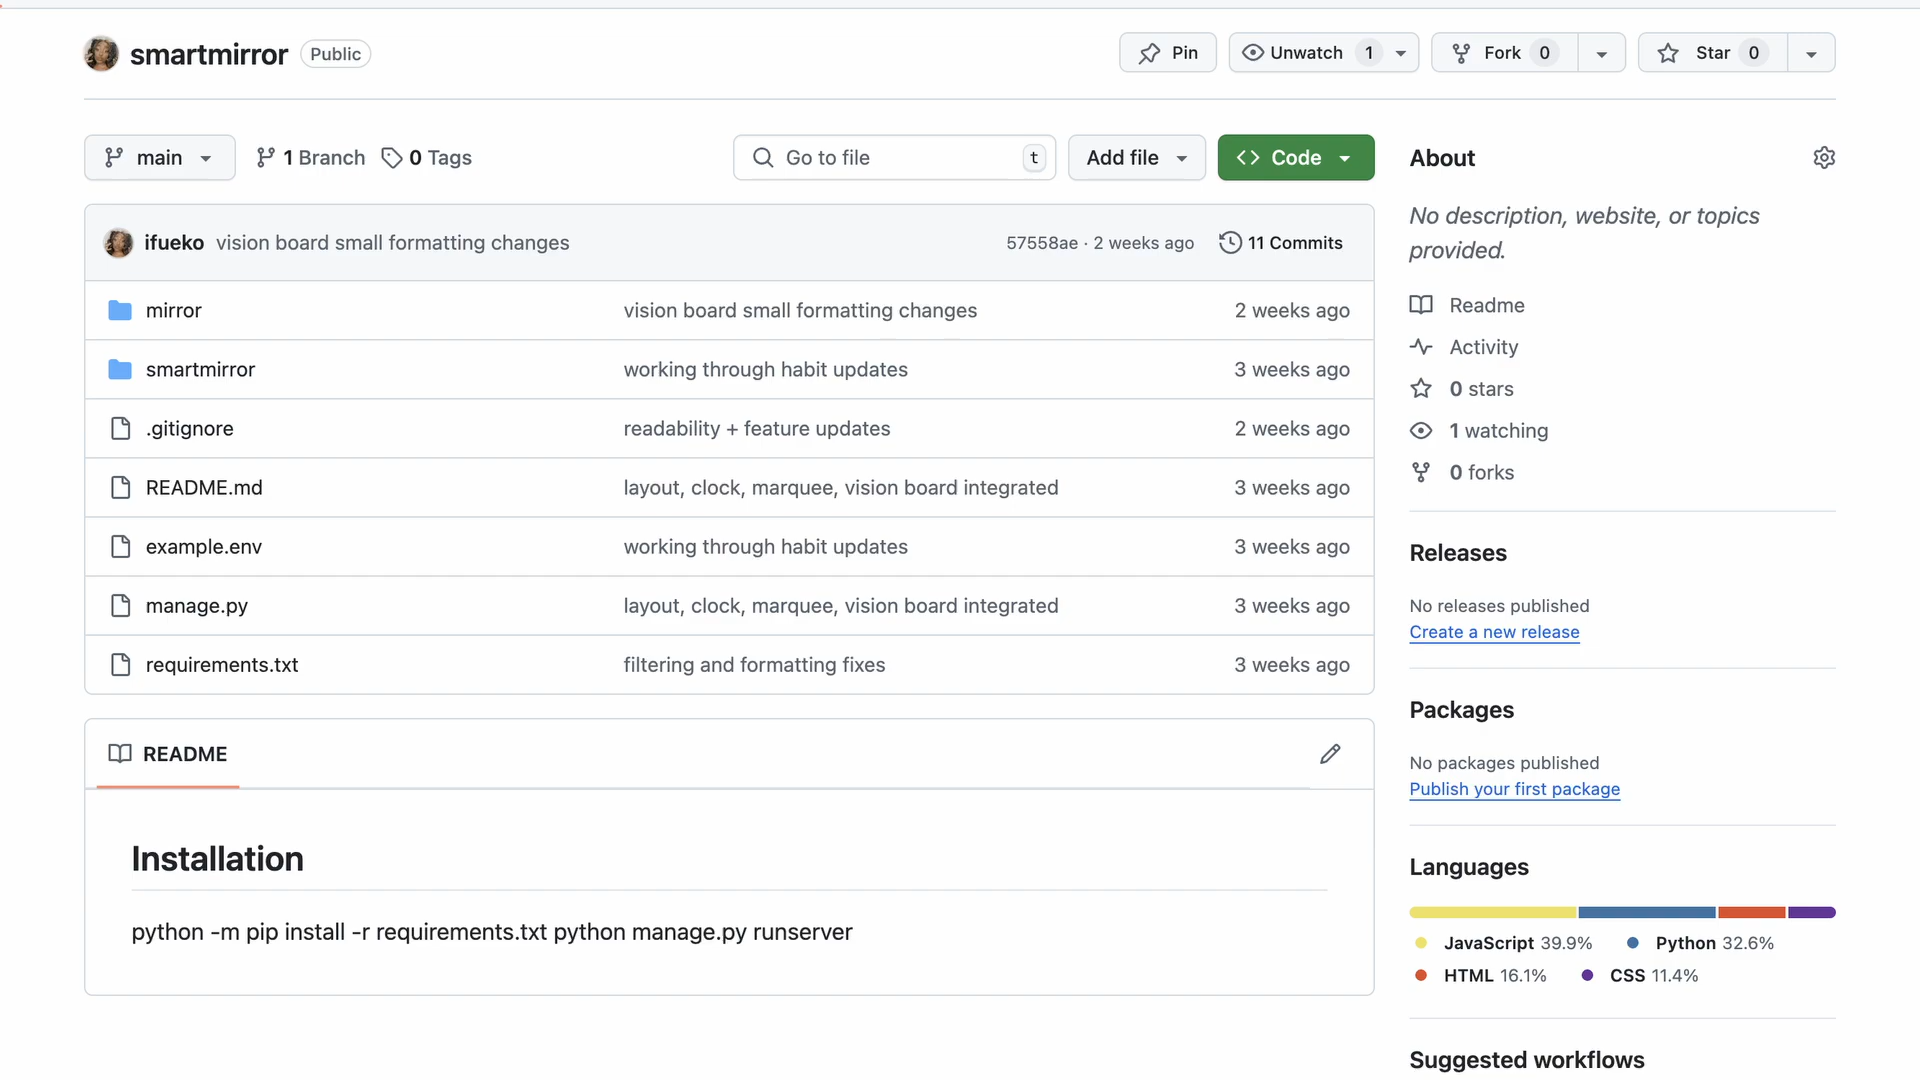 smartmirror Public
Pin
Unwatch 1
Fork 0
Star 0
main
1 Branch
0 Tags
Go to file t
Add file
Code
ifueko vision board small formatting changes 57558ae · 2 weeks ago 11 Commits
mirror vision board small formatting changes 2 weeks ago
smartmirror working through habit updates 3 weeks ago
.gitignore readability + feature updates 2 weeks ago
README.md layout, clock, marquee, vision board integrated 3 weeks ago
example.env working through habit updates 3 weeks ago
manage.py layout, clock, marquee, vision board integrated 3 weeks ago
requirements.txt filtering and formatting fixes 3 weeks ago
README
Installation
python -m pip install -r requirements.txt python manage.py runserver
About
No description, website, or topics
provided.
Readme
Activity
0 stars
1 watching
0 forks
Releases
No releases published
Create a new release
Packages
No packages published
Publish your first package
Languages
JavaScript 39.9% Python 32.6%
HTML 16.1% CSS 11.4%
Suggested workflows